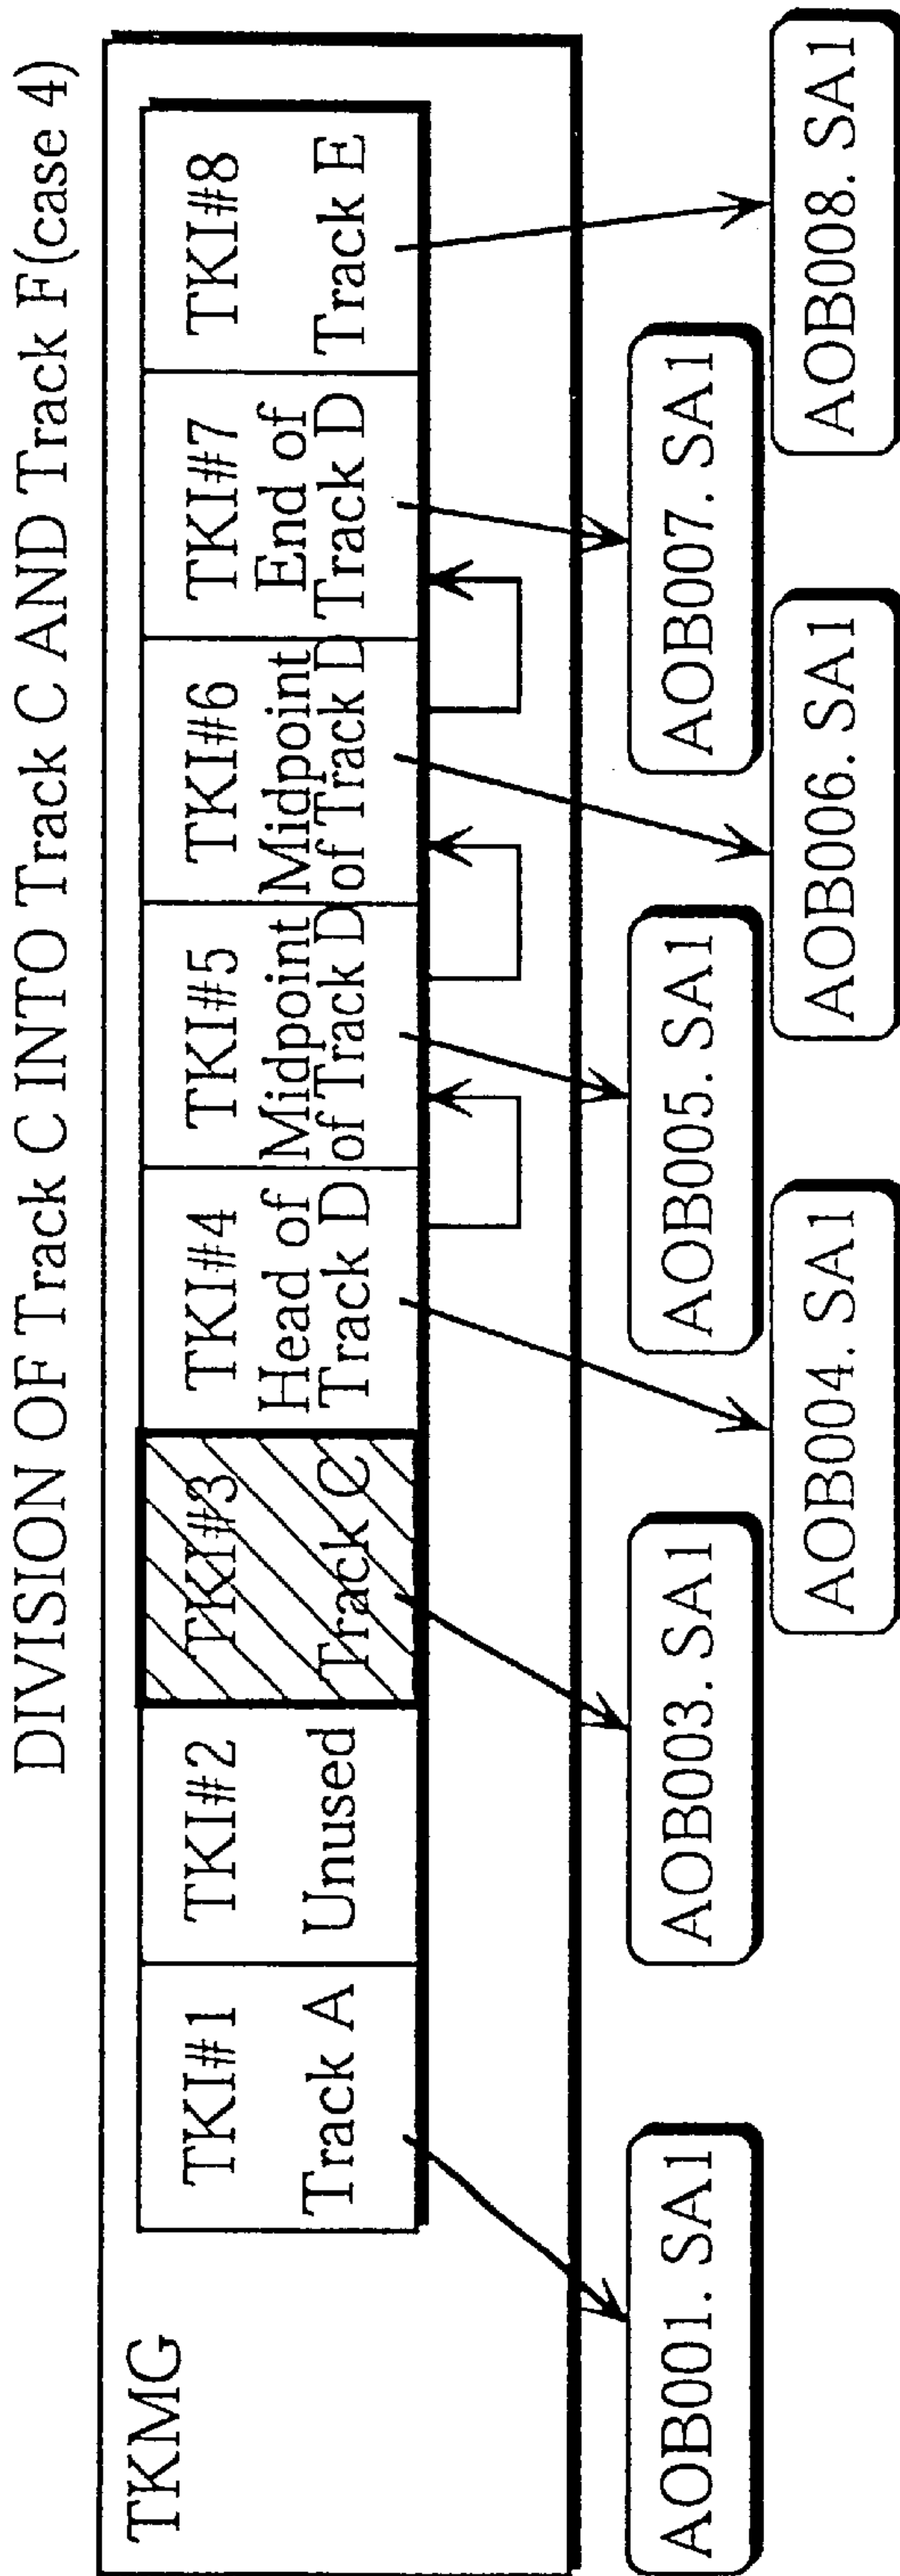 DIVISION OF Track C INTO Track C AND Track F(case 4)
TKMG
TKI#1
Track A
TKI#2
Unused
TKI#3
Track C
TKI#4
Head of
Track D
TKI#5
Midpoint
of Track D
TKI#6
Midpoint
of Track D
TKI#7
End of
Track D
TKI#8
Track E
AOB001. SA1
AOB003. SA1
AOB004. SA1
AOB005. SA1
AOB006. SA1
AOB007. SA1
AOB008. SA1